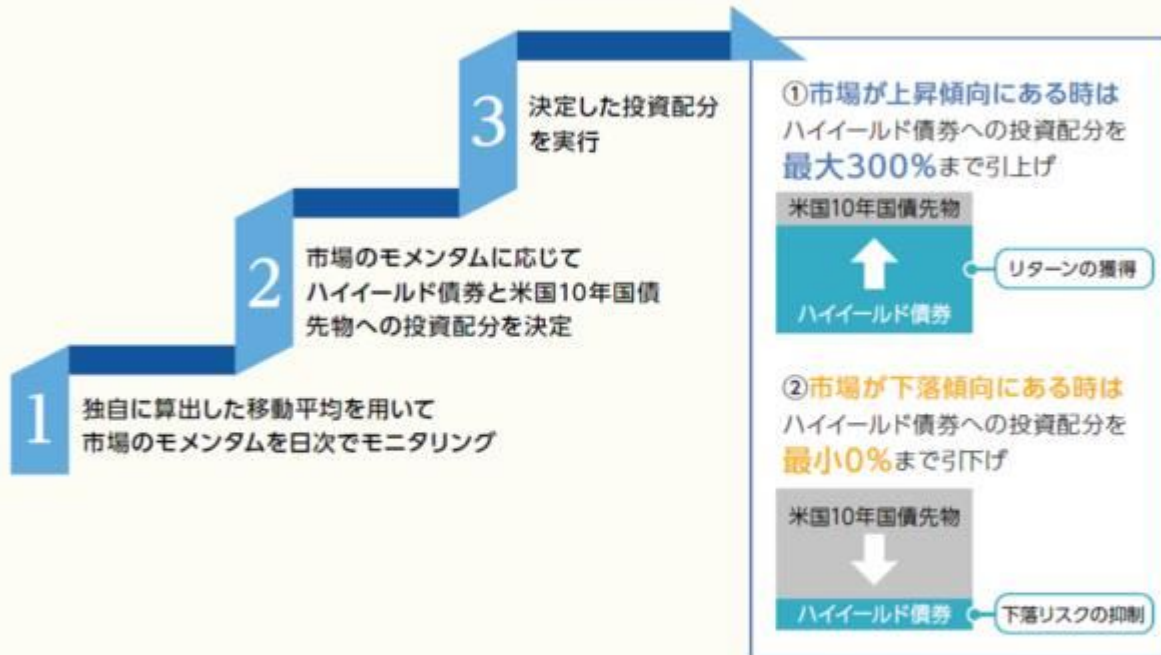 1
独自に算出した移動平均を用いて
市場のモメンタムを日次でモニタリング
2
市場のモメンタムに応じて
ハイイールド債券と米国10年国債
先物への投資配分を決定
3
決定した投資配分
を実行
①市場が上昇傾向にある時は
ハイイールド債券への投資配分を
最大300%まで引上げ
米国10年国債先物
ハイイールド債券
リターンの獲得
②市場が下落傾向にある時は
ハイイールド債券への投資配分を
最小0%まで引下げ
米国10年国債先物
ハイイールド債券
下落リスクの抑制